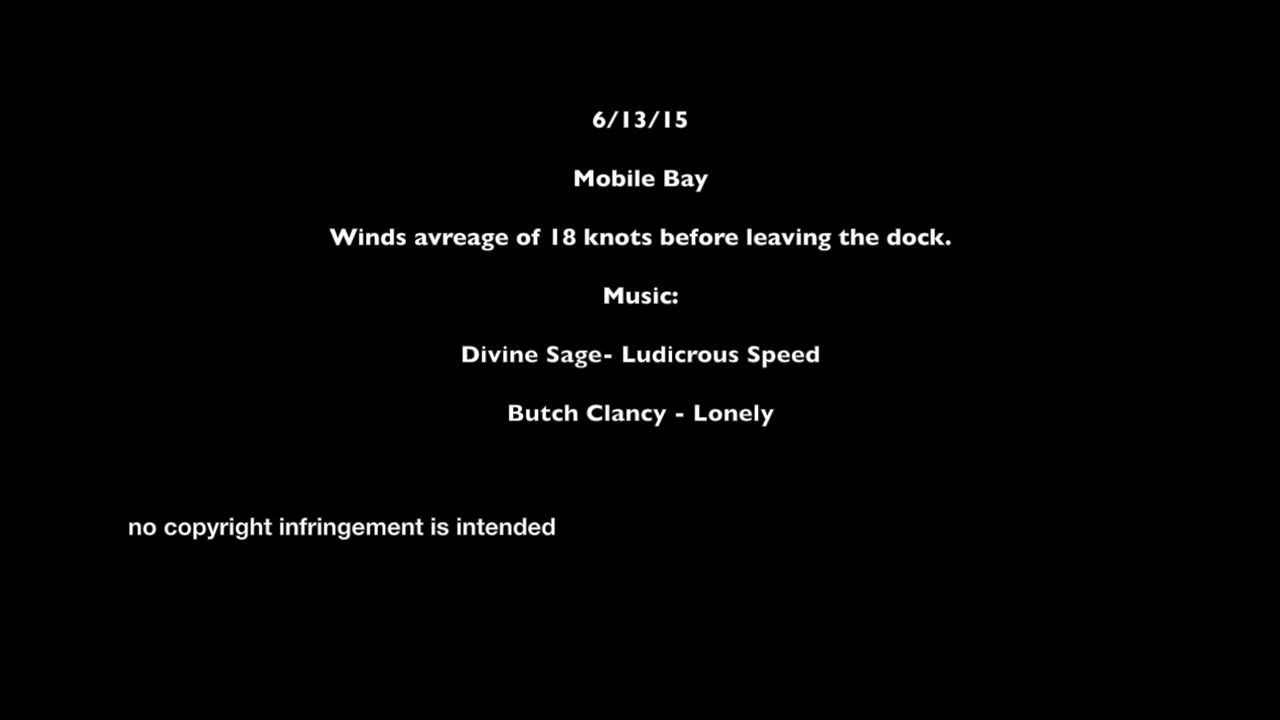 6/13/15
Mobile Bay
Winds avreage of 18 knots before leaving the dock.
Music:
Divine Sage- Ludicrous Speed
Butch Clancy - Lonely
no copyright infringement is intended